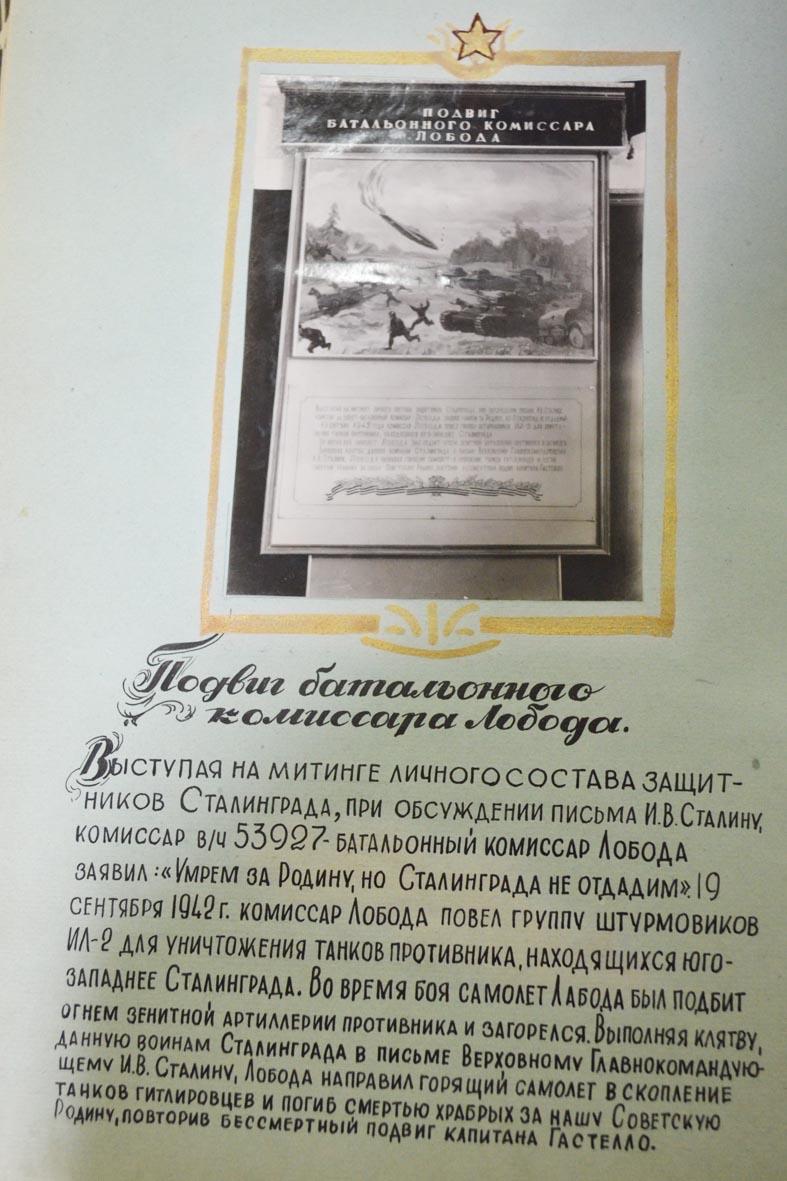 ПОДВИГ
БАТАЛЬОННОГО КОМИССАРА
ЛОБОДА
Подвиг батальонного
комиссара Лобода.
Выступая на митинге личного состава защит-
ников Сталинграда, при обсуждении письма И.В. Сталину,
комиссар в/ч 53927- батальонный комиссар Лобода
заявил: «Умрем за Родину, но Сталинграда не отдадим». 19
сентября 1942 г. комиссар Лобода повел группу штурмовиков
ИЛ-2 для уничтожения танков противника, находящихся юго-
западнее Сталинграда. Во время боя самолет Лабода был подбит
огнем зенитной артиллерии противника и загорелся. Выполняя клятву,
данную воинам Сталинграда в письме Верховному Главнокомандую-
щему И.В. Сталину, Лобода направил горящий самолет в скопление
танков гитлировцев и погиб смертью храбрых за нашу Советскую
Родину, повторив бессмертный подвиг капитана Гастелло.